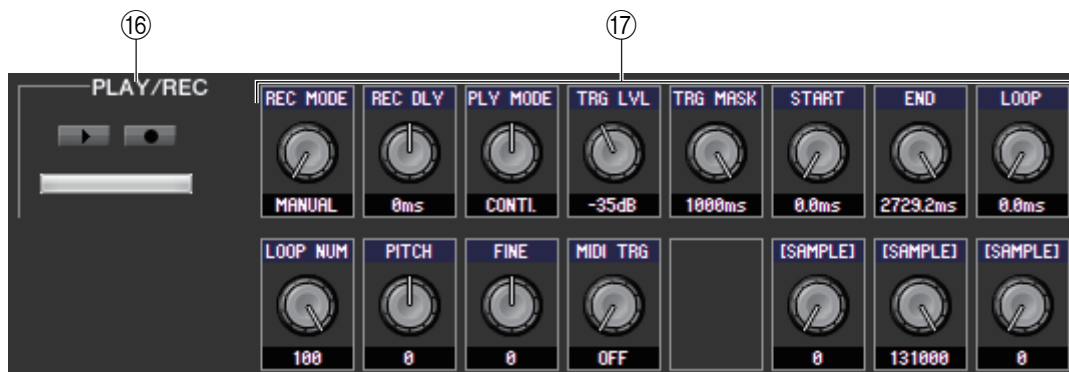 ⑯ ⑰
PLAY/REC
REC MODE REC DLY PLY MODE TRG LVL TRG MASK START END LOOP
MANUAL 0ms CONTI. -35dB 1000ms 0.0ms 2729.2ms 0.0ms
LOOP NUM PITCH FINE MIDI TRG [SAMPLE] [SAMPLE] [SAMPLE]
100 0 0 OFF 0 131000 0